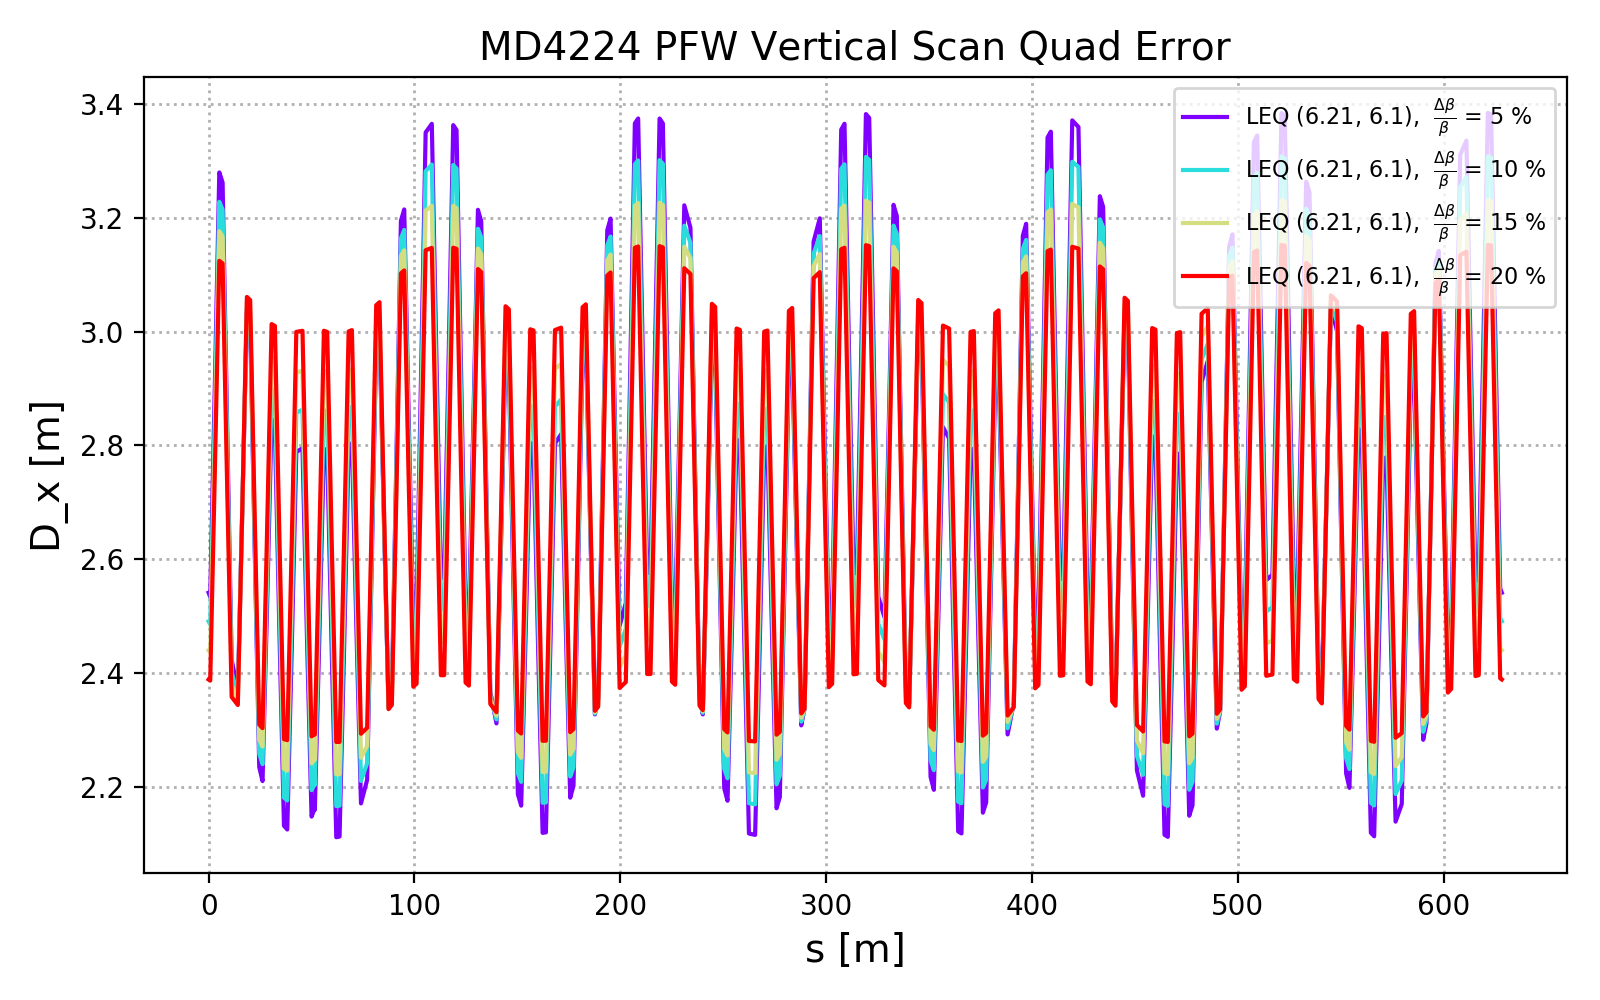 MD4224 PFW Vertical Scan Quad Error
D_x [m]
3.4
3.2
3.0
2.8
2.6
2.4
2.2
LEQ (6.21, 6.1), Δβ/β = 5 %
LEQ (6.21, 6.1), Δβ/β = 10 %
LEQ (6.21, 6.1), Δβ/β = 15 %
LEQ (6.21, 6.1), Δβ/β = 20 %
0 100 200 300 400 500 600
s [m]